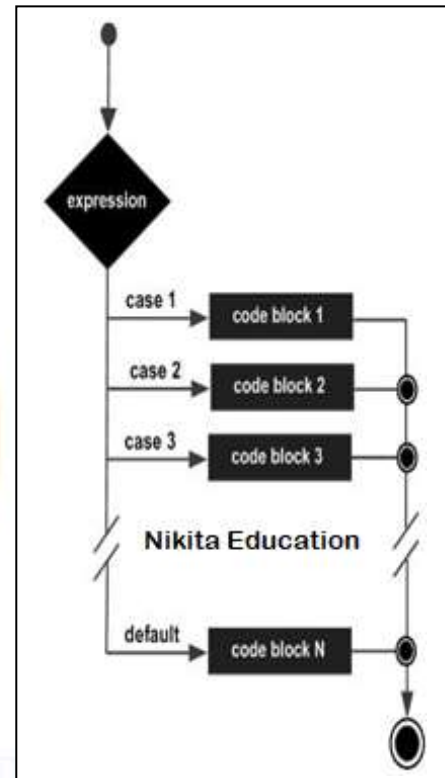 expression
case 1
code block 1
case 2
code block 2
case 3
code block 3
Nikita Education
default
code block N